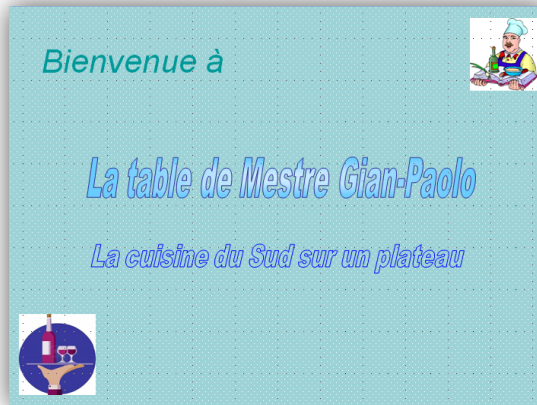 Bienvenue à
La table de Mestre Gian-Paolo
La cuisine du Sud sur un plateau